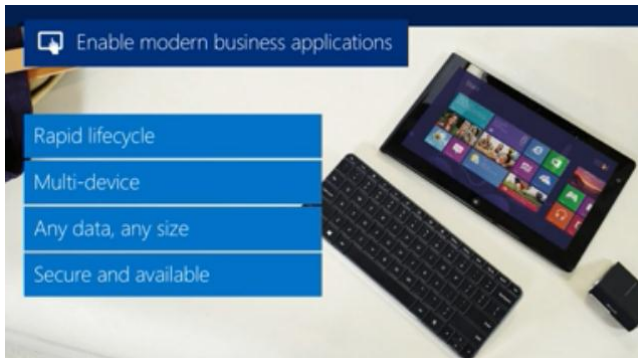 Enable modern business applications
Rapid lifecycle
Multi-device
Any data, any size
Secure and available